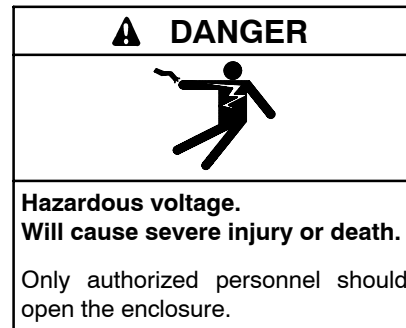 DANGER
Hazardous voltage.
Will cause severe injury or death.
Only authorized personnel should
open the enclosure.